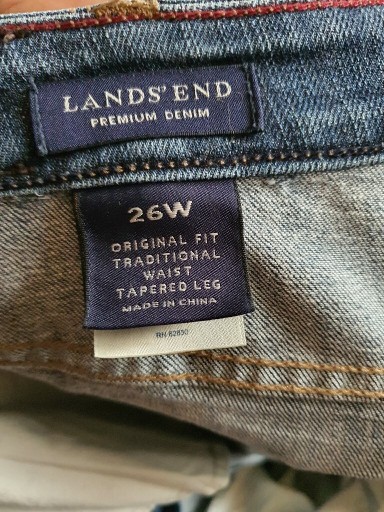 LANDS' END
PREMIUM DENIM
26W
ORIGINAL FIT
TRADITIONAL
WAIST
TAPERED LEG
MADE IN CHINA
RN 62830